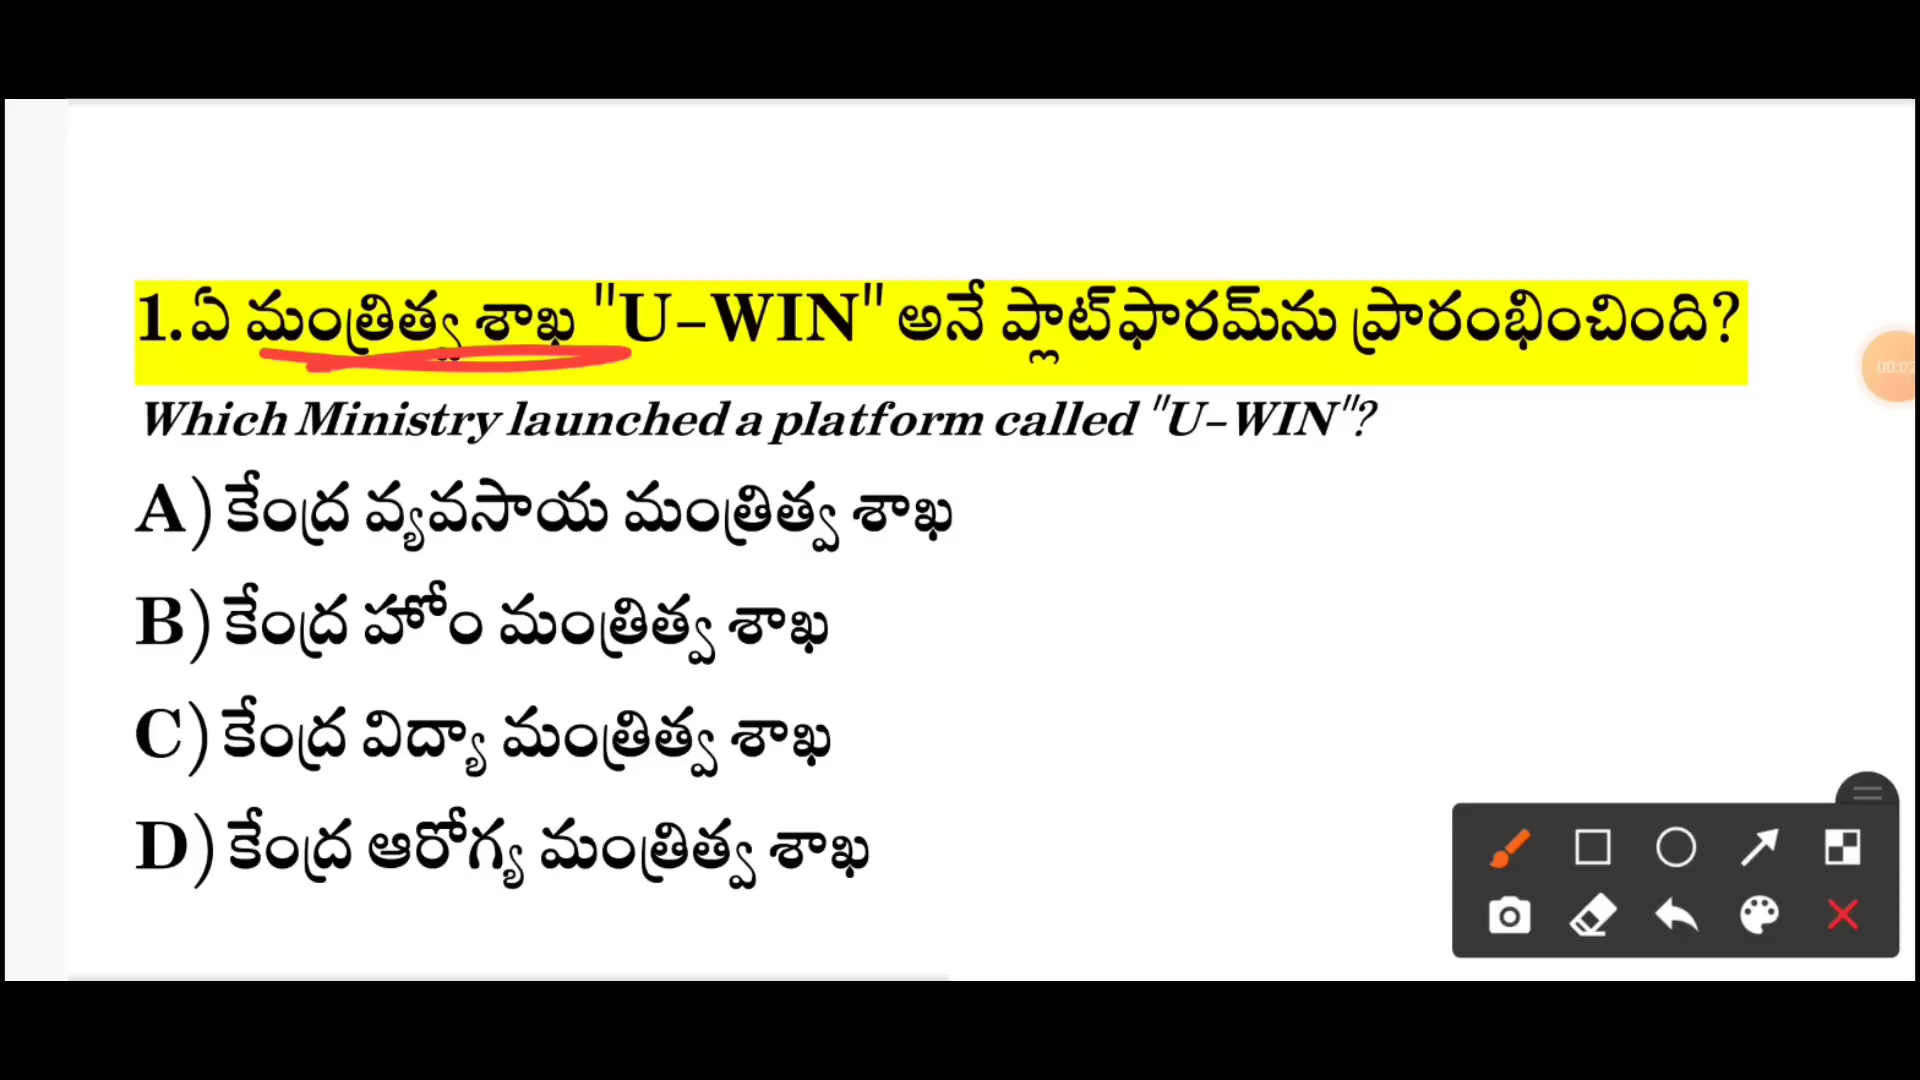 1.ఏ మంత్రిత్వ శాఖ "U-WIN" అనే ప్లాట్‌ఫారమ్‌ను ప్రారంభించింది?
Which Ministry launched a platform called "U-WIN"?
A) కేంద్ర వ్యవసాయ మంత్రిత్వ శాఖ
B) కేంద్ర హోం మంత్రిత్వ శాఖ
C) కేంద్ర విద్యా మంత్రిత్వ శాఖ
D) కేంద్ర ఆరోగ్య మంత్రిత్వ శాఖ